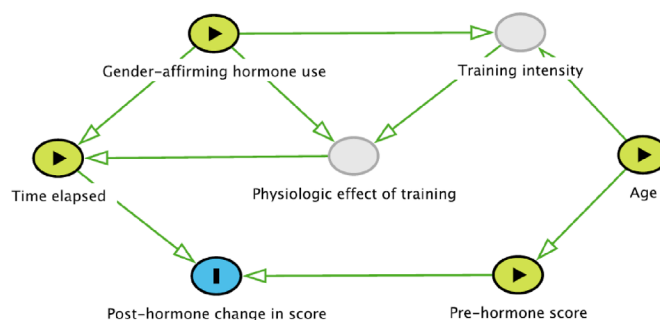 Gender-affirming hormone use
Training intensity
Time elapsed
Physiologic effect of training
Age
Post-hormone change in score
Pre-hormone score